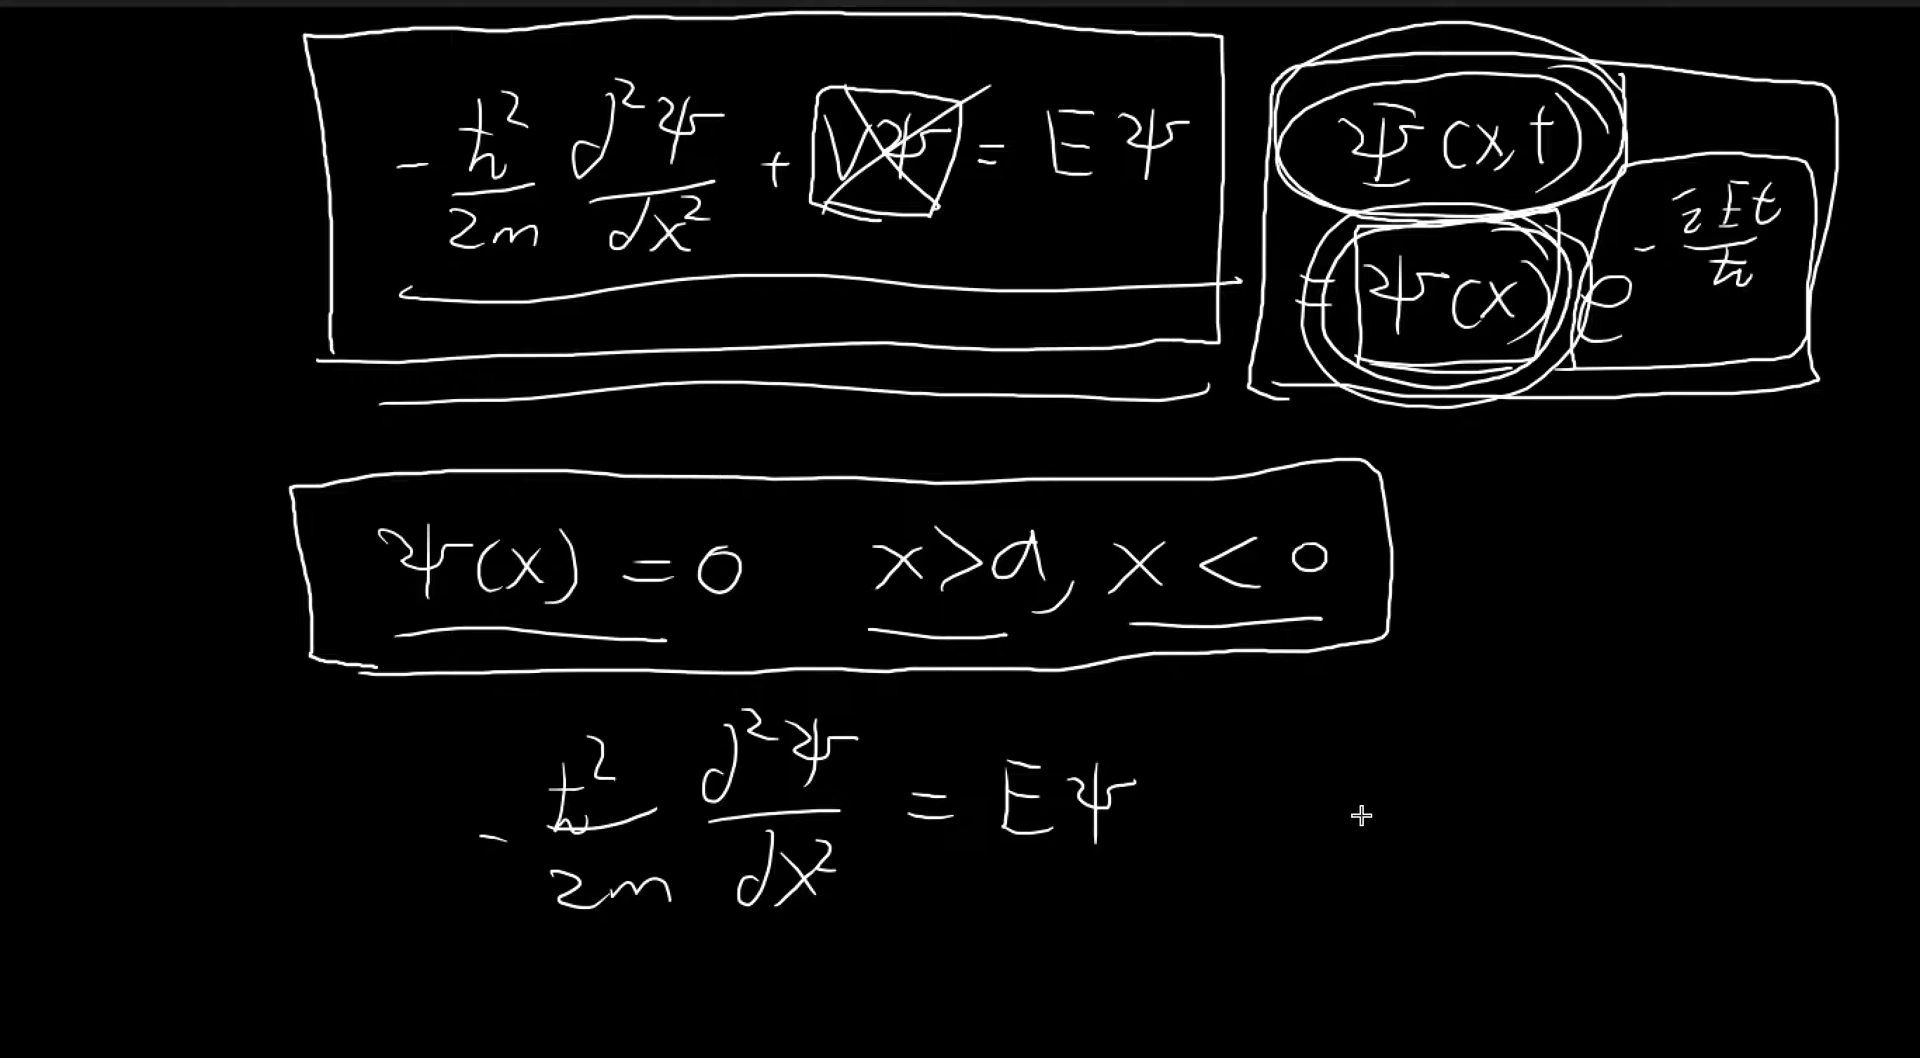 -ħ²/2m d²ψ/dx² + Vψ = Eψ
Ψ(x,t)
= ψ(x) e^(-iEt/ħ)
ψ(x) = 0 x>a, x < 0
-ħ²/2m d²ψ/dx² = Eψ